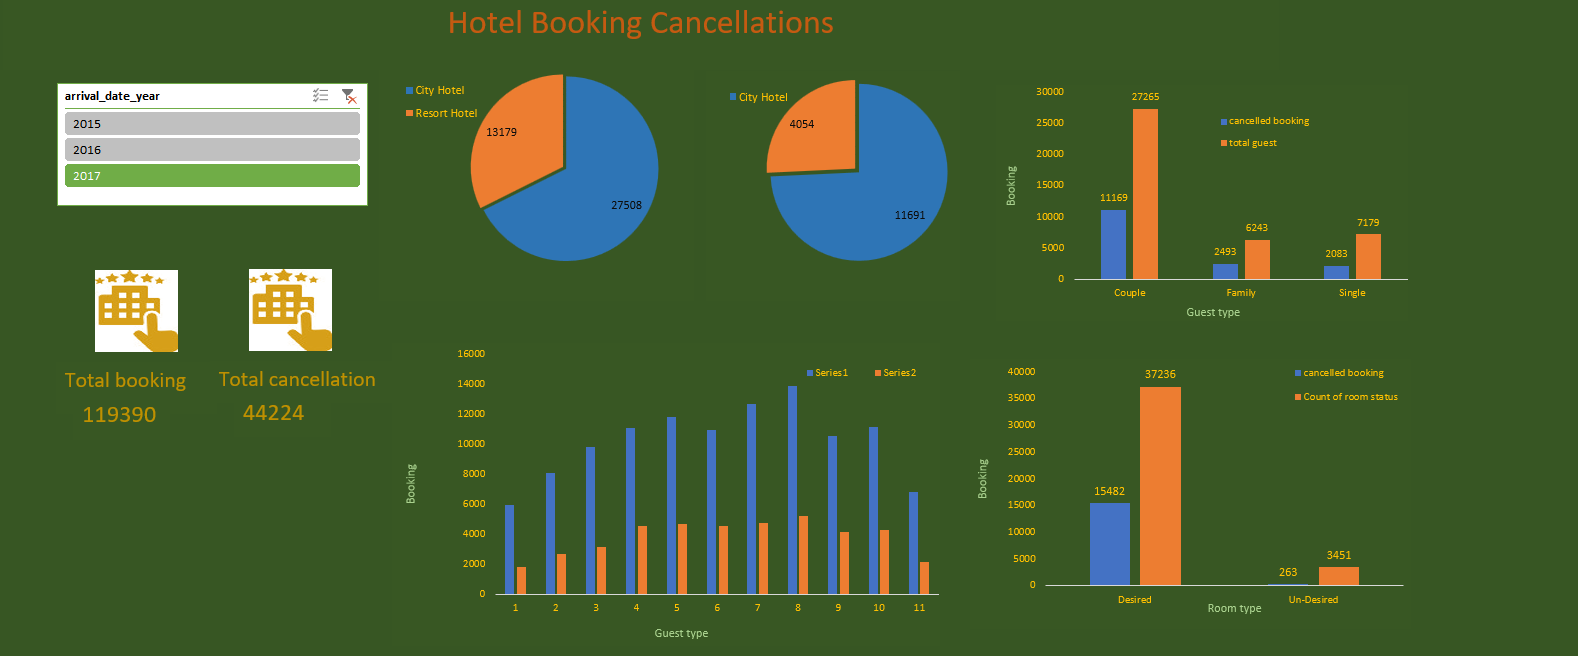 Hotel Booking Cancellations
arrival_date_year
2015
2016
2017
Total booking
119390
Total cancellation
44224
City Hotel
Resort Hotel
13179
27508
City Hotel
4054
11691
30000
25000
20000
15000
10000
5000
0
Booking
cancelled booking
total guest
11169
27265
2493
6243
2083
7179
Couple
Family
Single
Guest type
16000
14000
12000
10000
8000
6000
4000
2000
0
Booking
Series1
Series2
1
2
3
4
5
6
7
8
9
10
11
Guest type
40000
35000
30000
25000
20000
15000
10000
5000
0
Booking
cancelled booking
Count of room status
15482
37236
263
3451
Desired
Un-Desired
Room type